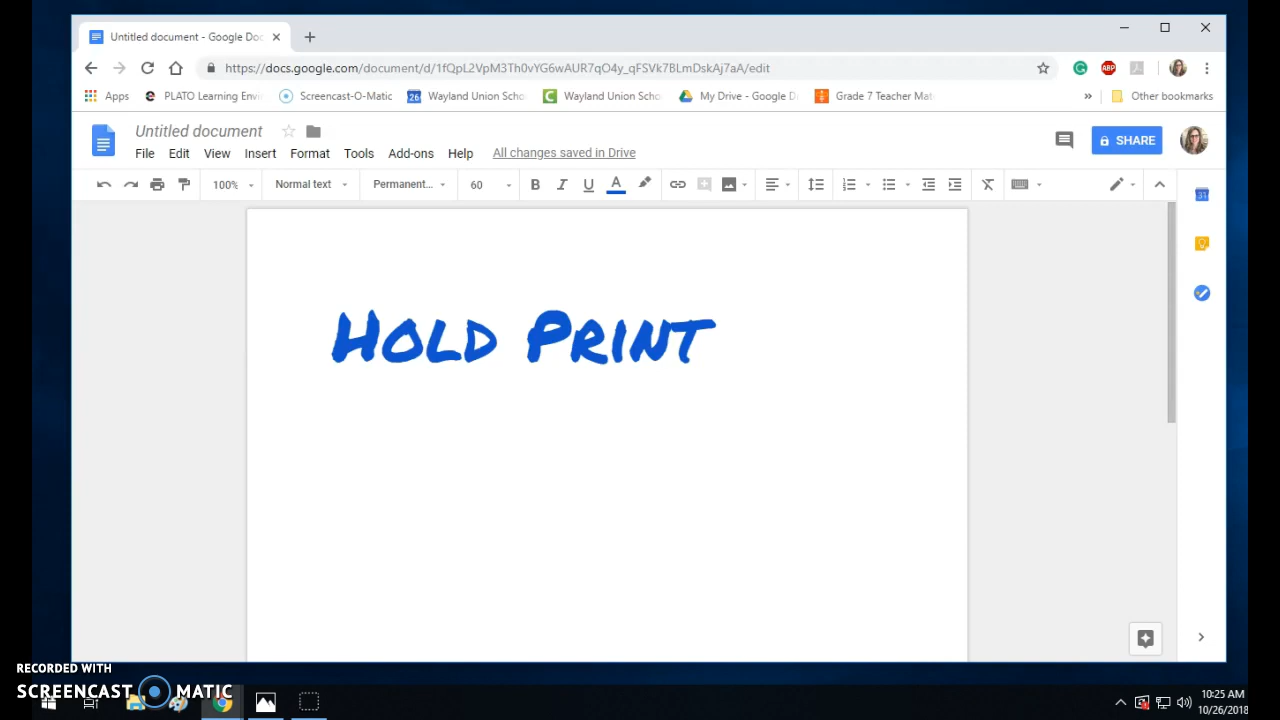 Untitled document - Google Doc
https://docs.google.com/document/d/1fQpL2VpM3Th0vYG6wAUR7qO4y_qFSVk7BLmDskAj7aA/edit
ABP
Apps PLATO Learning Envi Screencast-O-Matic 26 Wayland Union Scho Wayland Union Scho My Drive - Google D Grade 7 Teacher Mat » Other bookmarks
Untitled document
SHARE
File Edit View Insert Format Tools Add-ons Help All changes saved in Drive
100% Normal text Permanent... 60 B I U A
31
Hold Print
RECORDED WITH
SCREENCAST MATIC
10:25 AM
10/26/2018